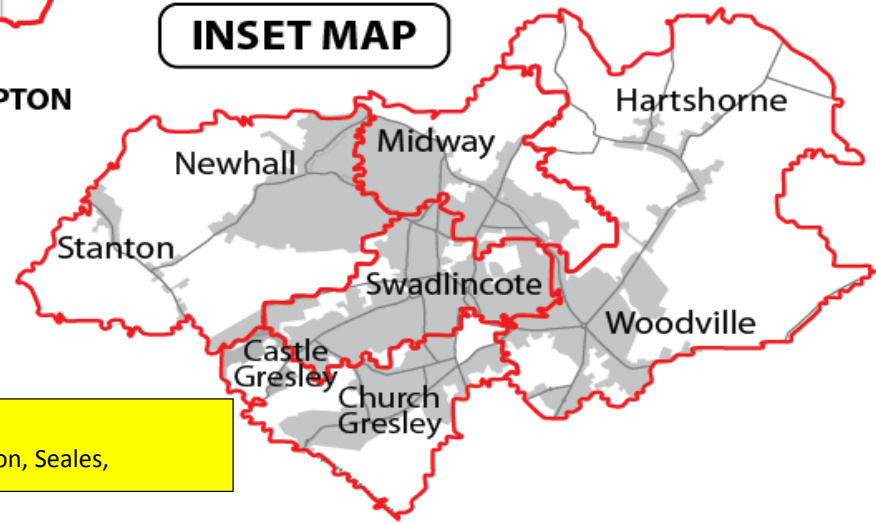 INSET MAP
PTON
Hartshorne
Midway
Newhall
Stanton
Swadlincote
Woodville
Castle
Gresley
Church
Gresley
on, Seales,